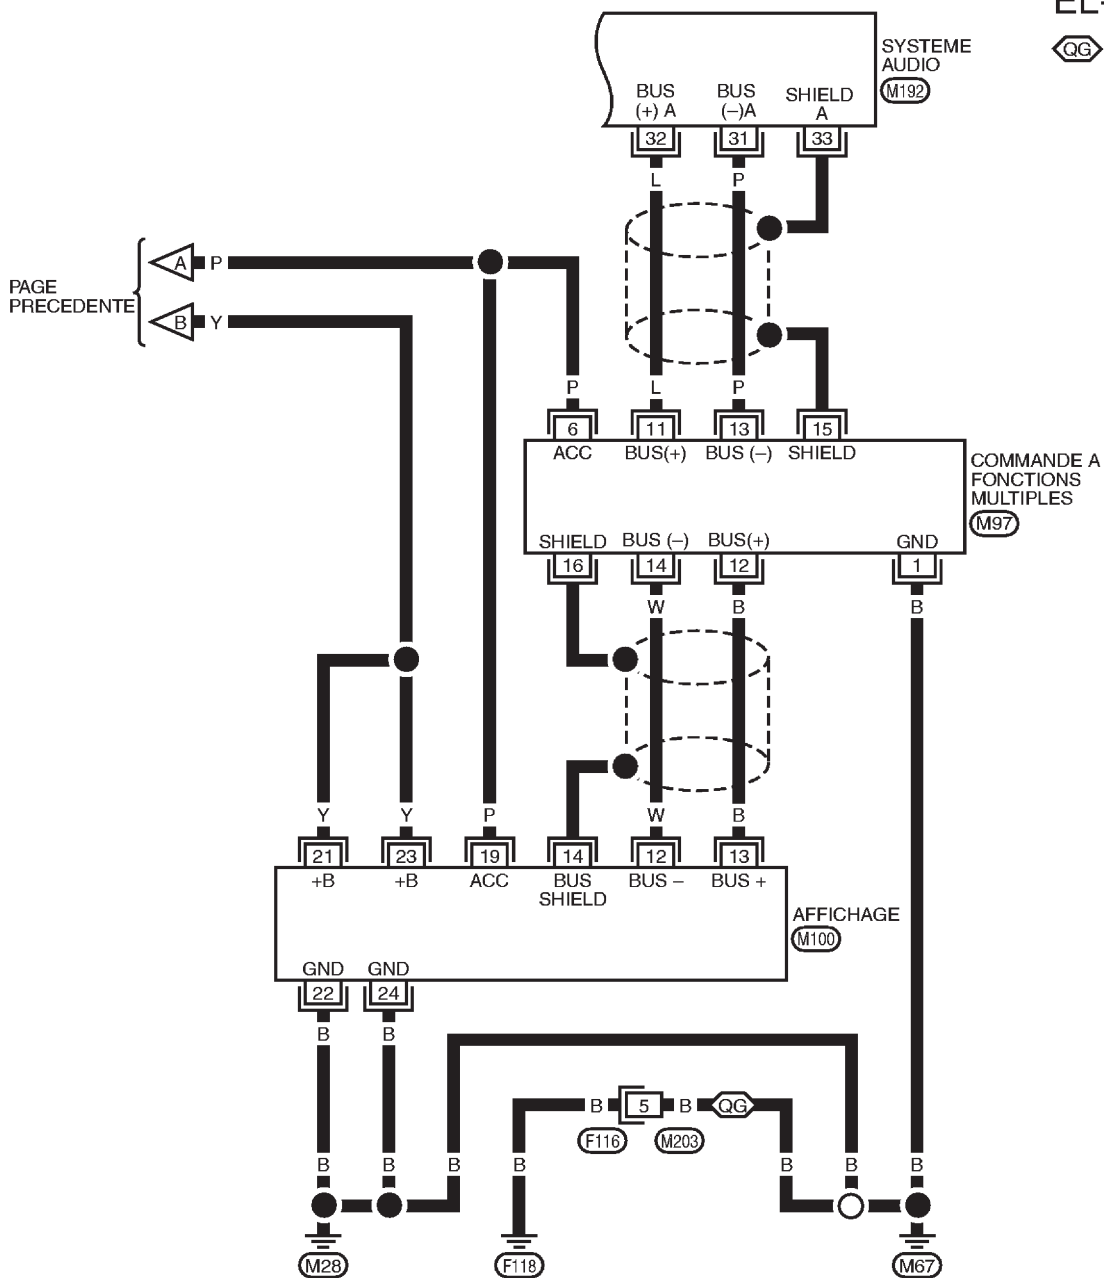 EL-
QG
SYSTEME
AUDIO
M192
BUS
(+) A
BUS
(–)A
SHIELD
A
32 31 33
L P
PAGE
PRECEDENTE
A P
B Y
P L P
6 11 13 15
ACC BUS(+) BUS (–) SHIELD
COMMANDE A
FONCTIONS
MULTIPLES
M97
SHIELD BUS (–) BUS(+) GND
16 14 12 1
W B B
Y Y P W B
21 23 19 14 12 13
+B +B ACC BUS
SHIELD
BUS – BUS +
AFFICHAGE
M100
GND GND
22 24
B B
B 5 B QG
F116 M203
B B B B B B B
M28 F118 M67